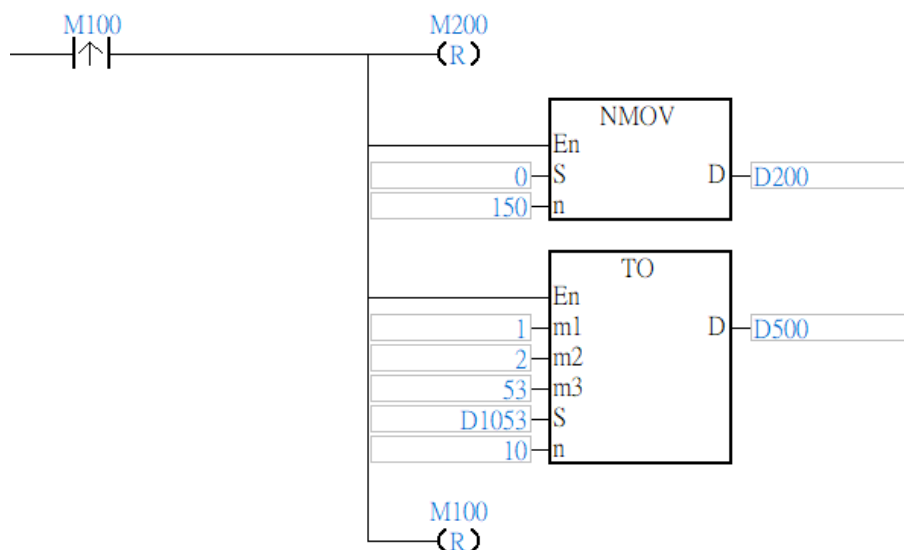 M100 M200
R
NMOV
En
0 S D D200
150 n
TO
En
1 m1 D D500
2 m2
53 m3
D1053 S
10 n
M100
R